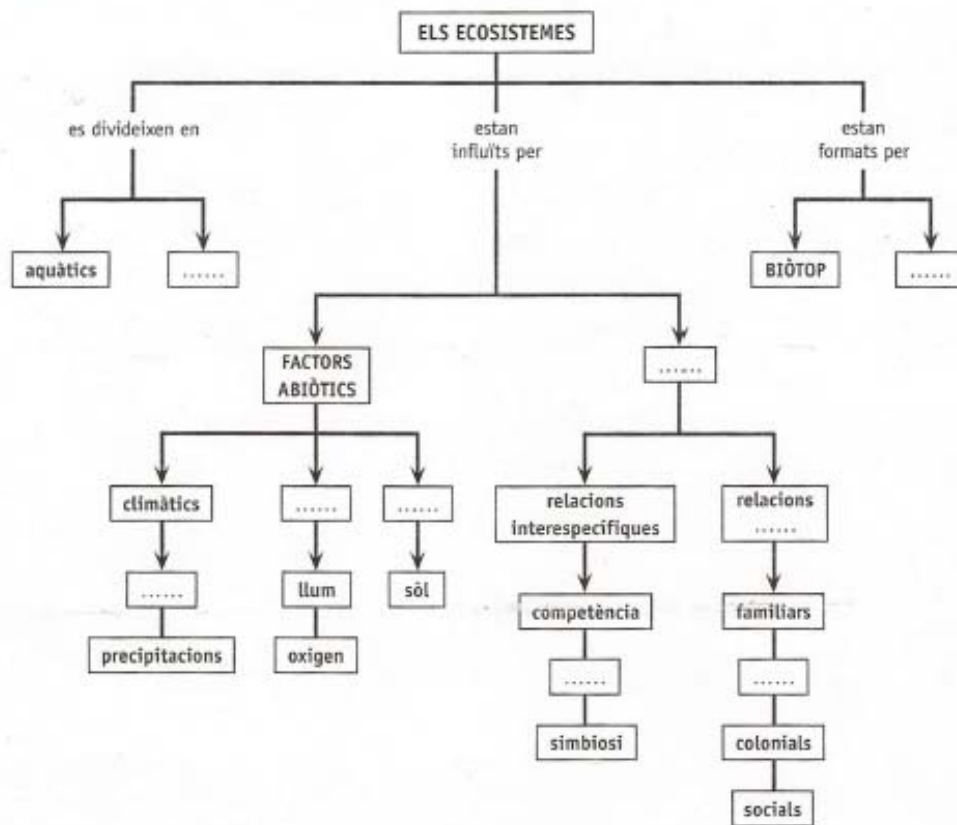 ELS ECOSISTEMES
es divideixen en
estan
influïts per
estan
formats per
aquàtics
......
BIÒTOP
......
FACTORS
ABIÒTICS
......
climàtics
......
......
relacions
interespecífiques
relacions
......
......
llum
sòl
competència
familiars
precipitacions
oxigen
......
......
simbiosi
colonials
socials